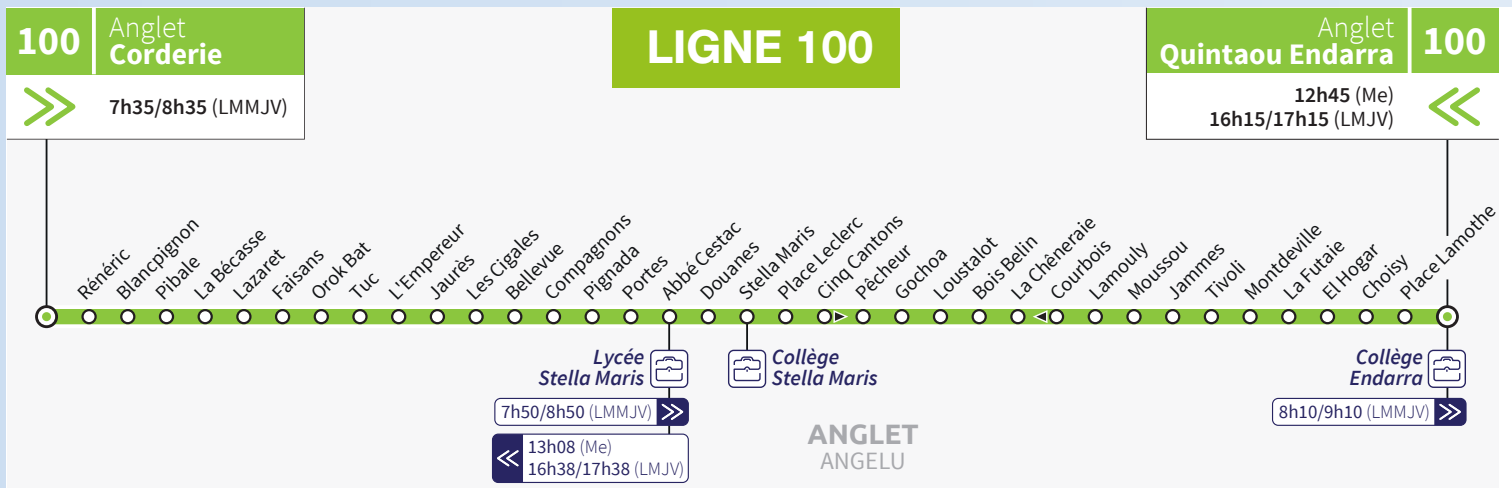 100
Anglet
Corderie
7h35/8h35 (LMMJV)
LIGNE 100
Anglet
Quintaou Endarra
100
12h45 (Me)
16h15/17h15 (LMJV)
Rénéric
Blancpignon
Pibale
La Bécasse
Lazaret
Faisans
Orok Bat
Tuc
L'Empereur
Jaurès
Les Cigales
Bellevue
Compagnons
Pignada
Portes
Abbé Cestac
Douanes
Stella Maris
Place Leclerc
Cinq Cantons
Pêcheur
Gochoa
Loustalot
Bois Belin
La Chêneraie
Courbois
Lamouly
Moussou
Jammes
Tivoli
Montdeville
La Futaie
El Hogar
Choisy
Place Lamothe
Lycée
Stella Maris
7h50/8h50 (LMMJV)
13h08 (Me)
16h38/17h38 (LMJV)
Collège
Stella Maris
ANGLET
ANGELU
Collège
Endarra
8h10/9h10 (LMMJV)